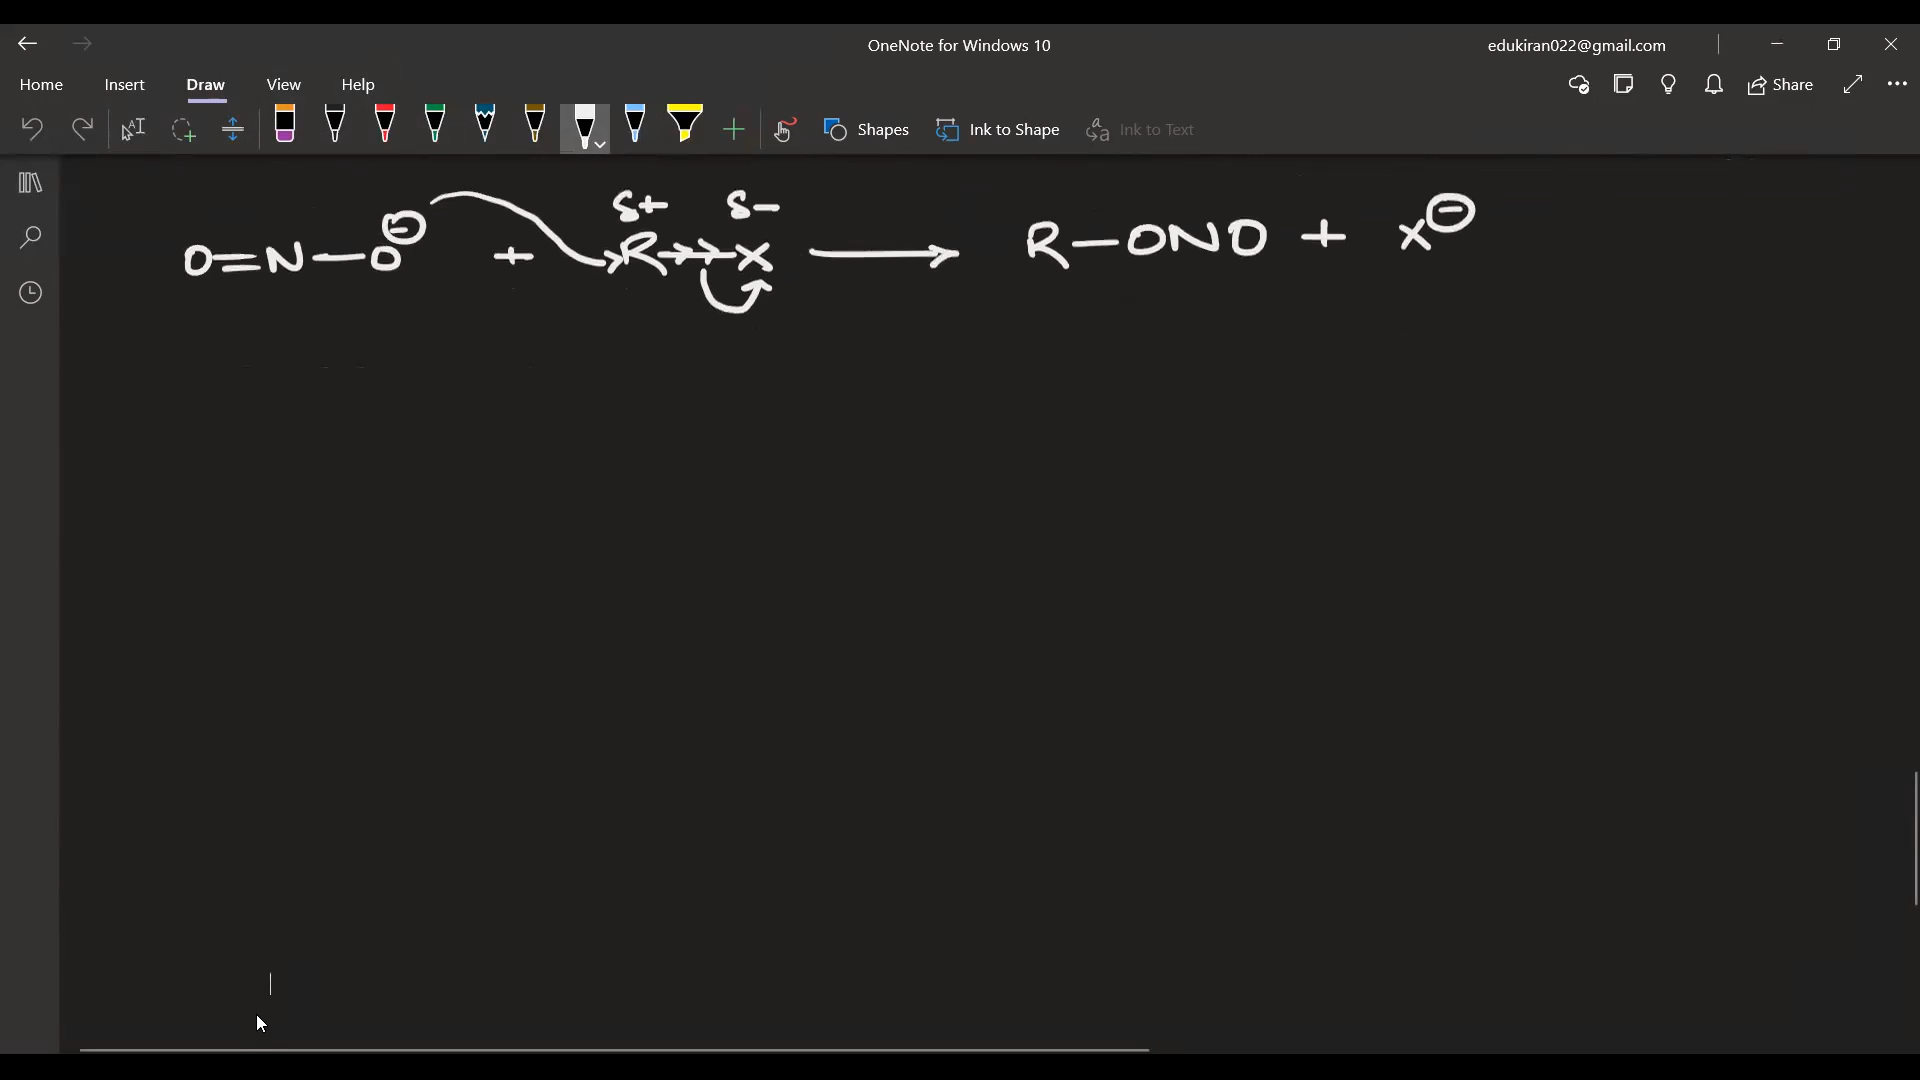 OneNote for Windows 10
edukiran022@gmail.com
Home Insert Draw View Help
Share
Shapes Ink to Shape Ink to Text
δ+ δ-
O=N-O⊖ + R->->-X ⟶ R-ONO + X⊖